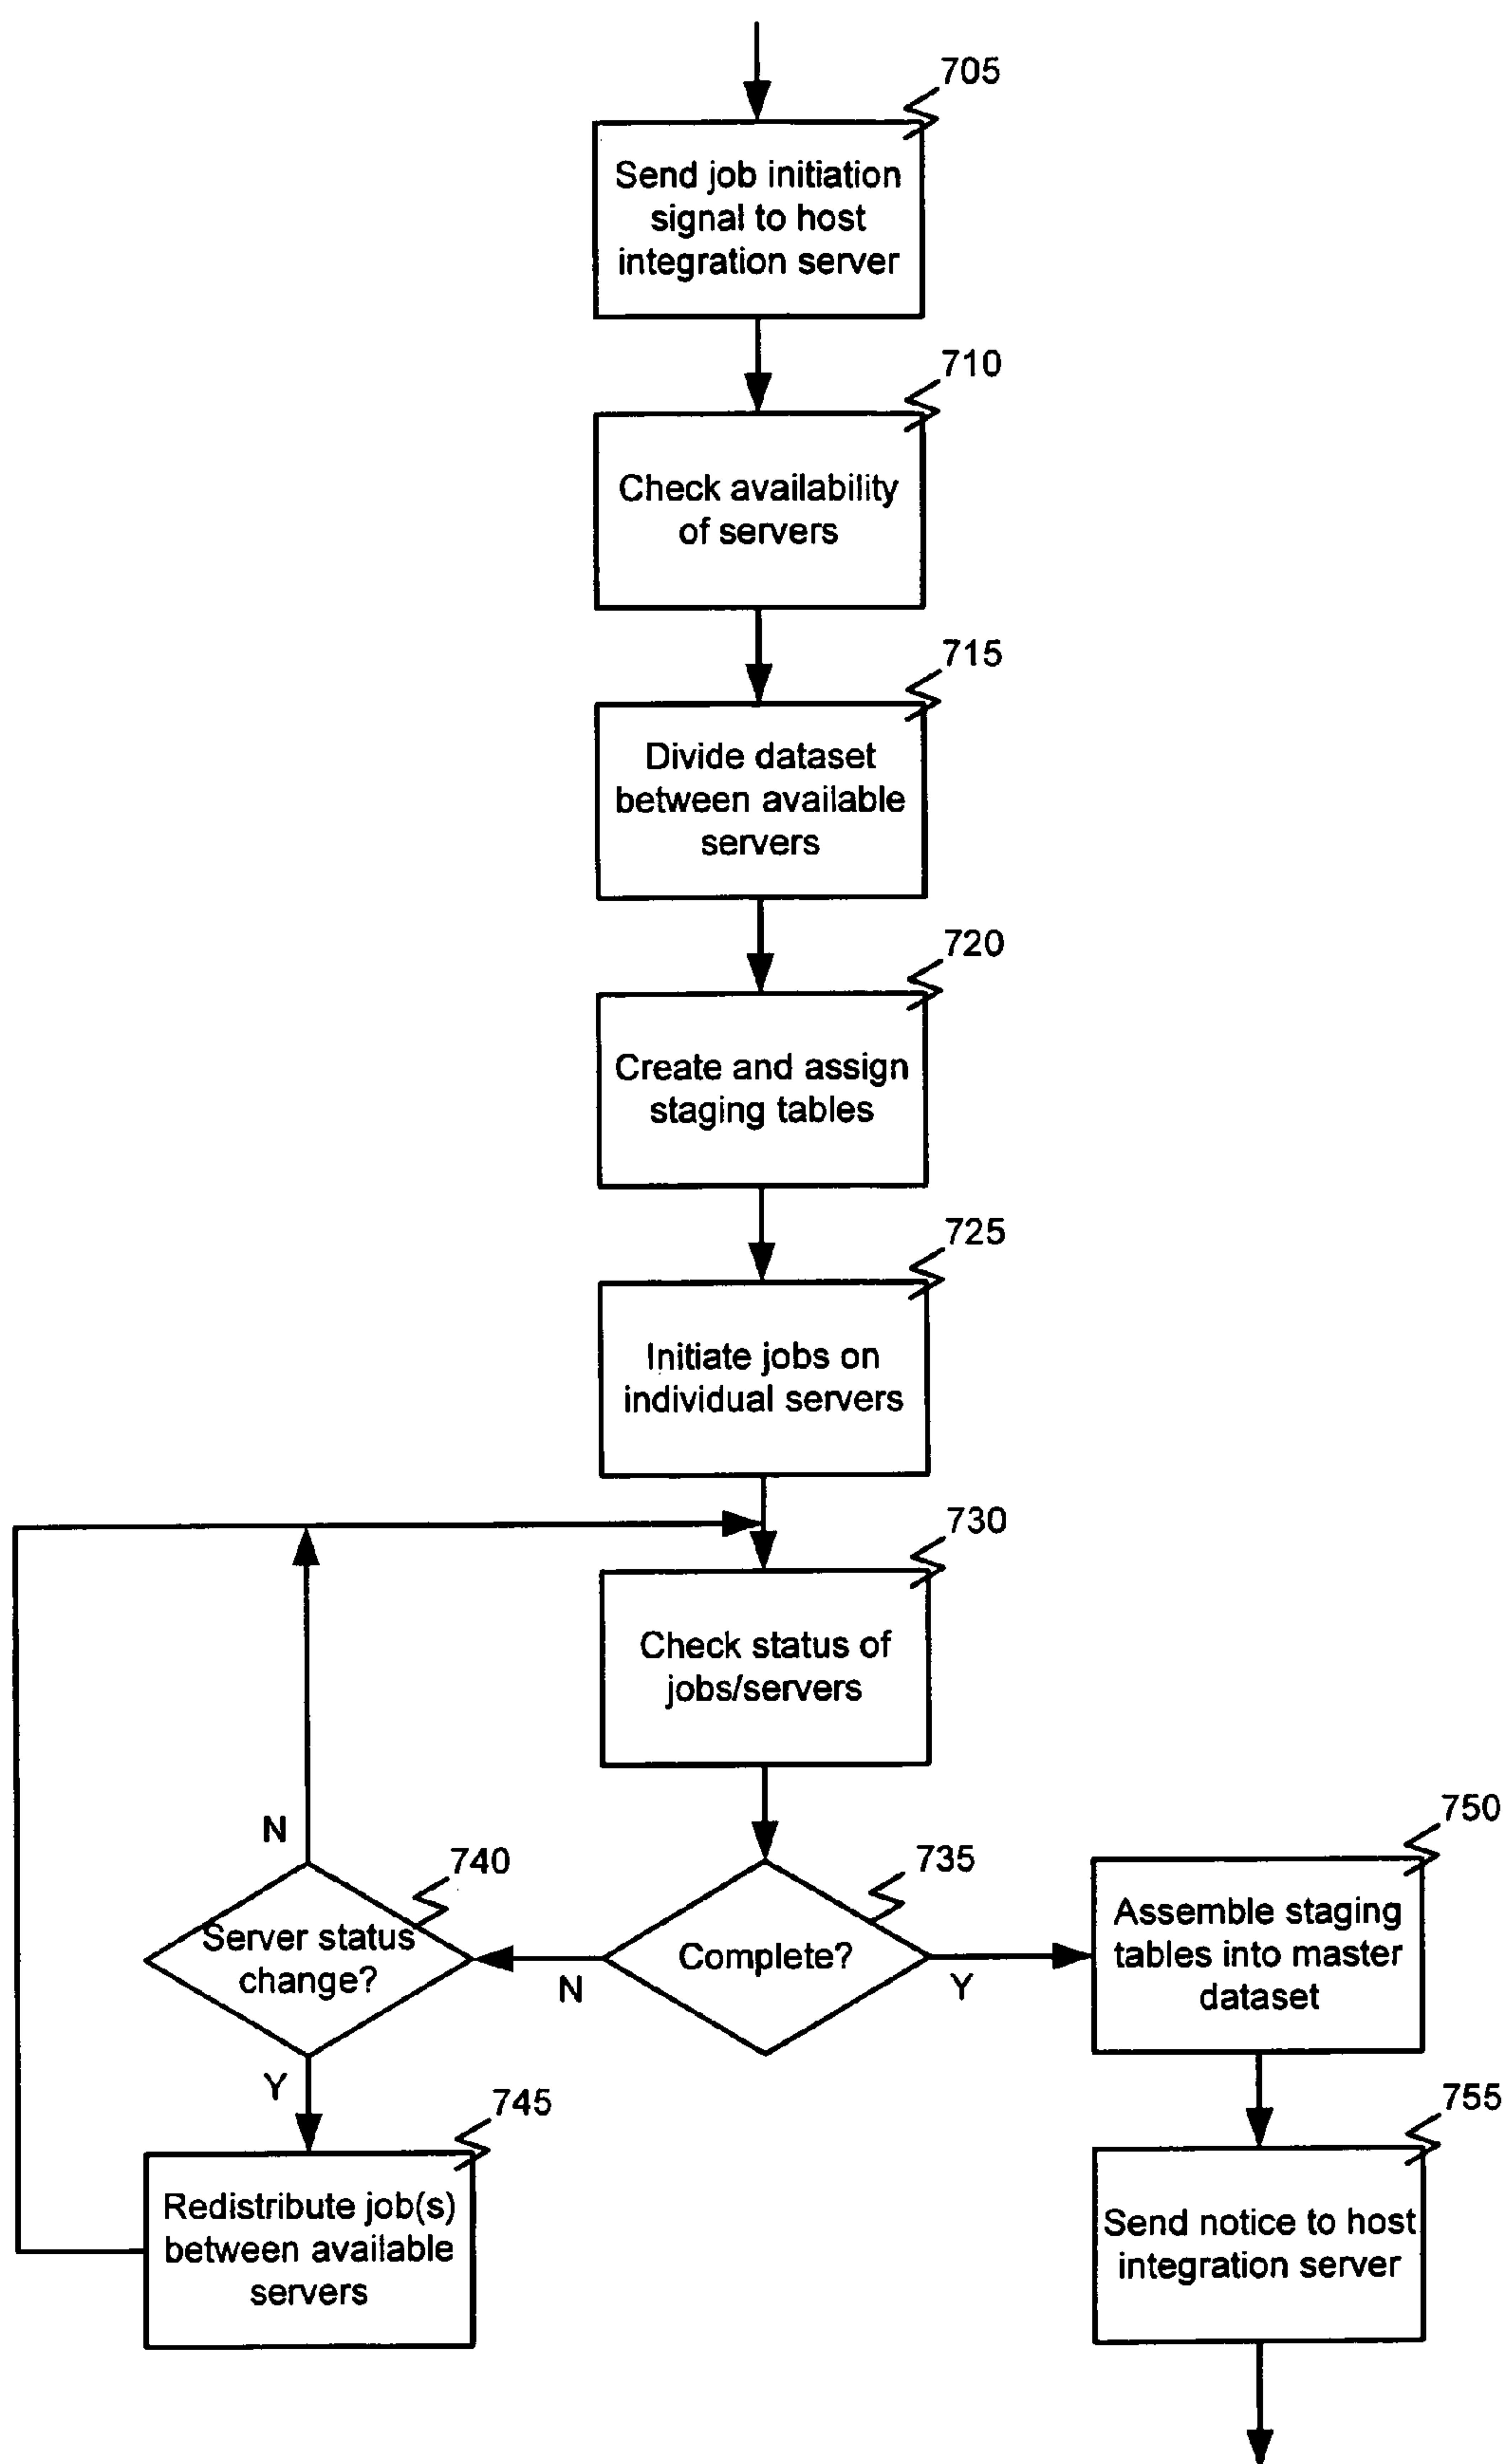 705
Send job initiation
signal to host
integration server
710
Check availability
of servers
715
Divide dataset
between available
servers
720
Create and assign
staging tables
725
Initiate jobs on
individual servers
730
Check status of
jobs/servers
735
Complete?
N
Y
740
Server status
change?
N
Y
745
Redistribute job(s)
between available
servers
750
Assemble staging
tables into master
dataset
755
Send notice to host
integration server